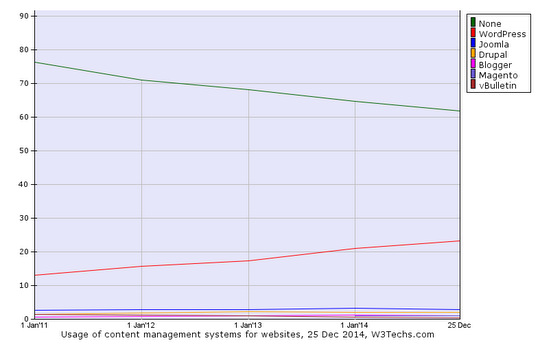 90
80
70
60
50
40
30
20
10
0
1 Jan'11 1 Jan'12 1 Jan'13 1 Jan'14 25 Dec
Usage of content management systems for websites, 25 Dec 2014, W3Techs.com
None
WordPress
Joomla
Drupal
Blogger
Magento
vBulletin